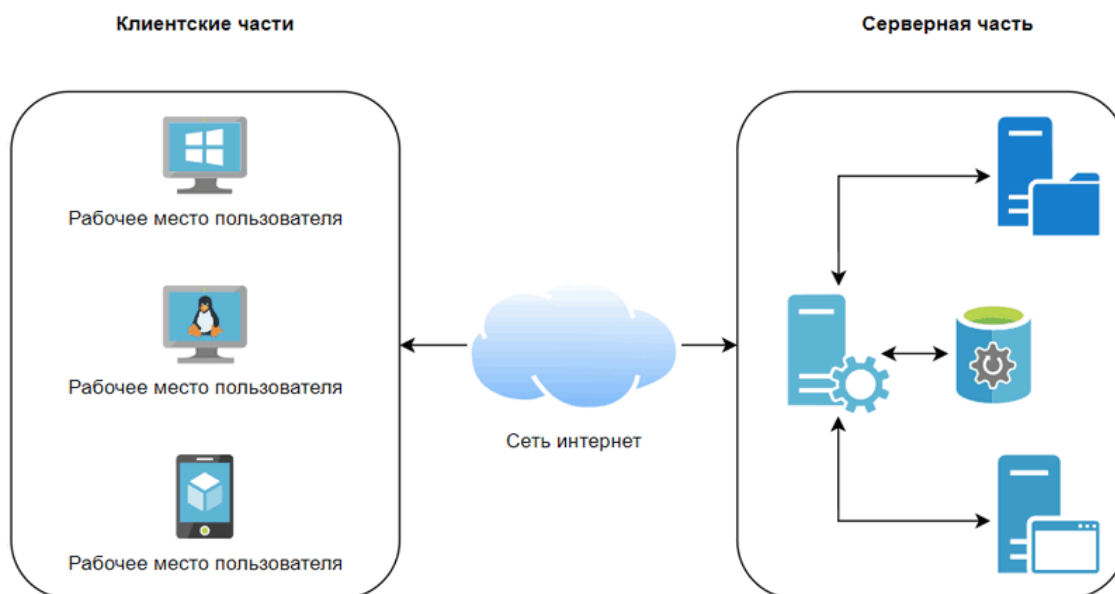 Клиентские части
Серверная часть
Рабочее место пользователя
Рабочее место пользователя
Сеть интернет
Рабочее место пользователя